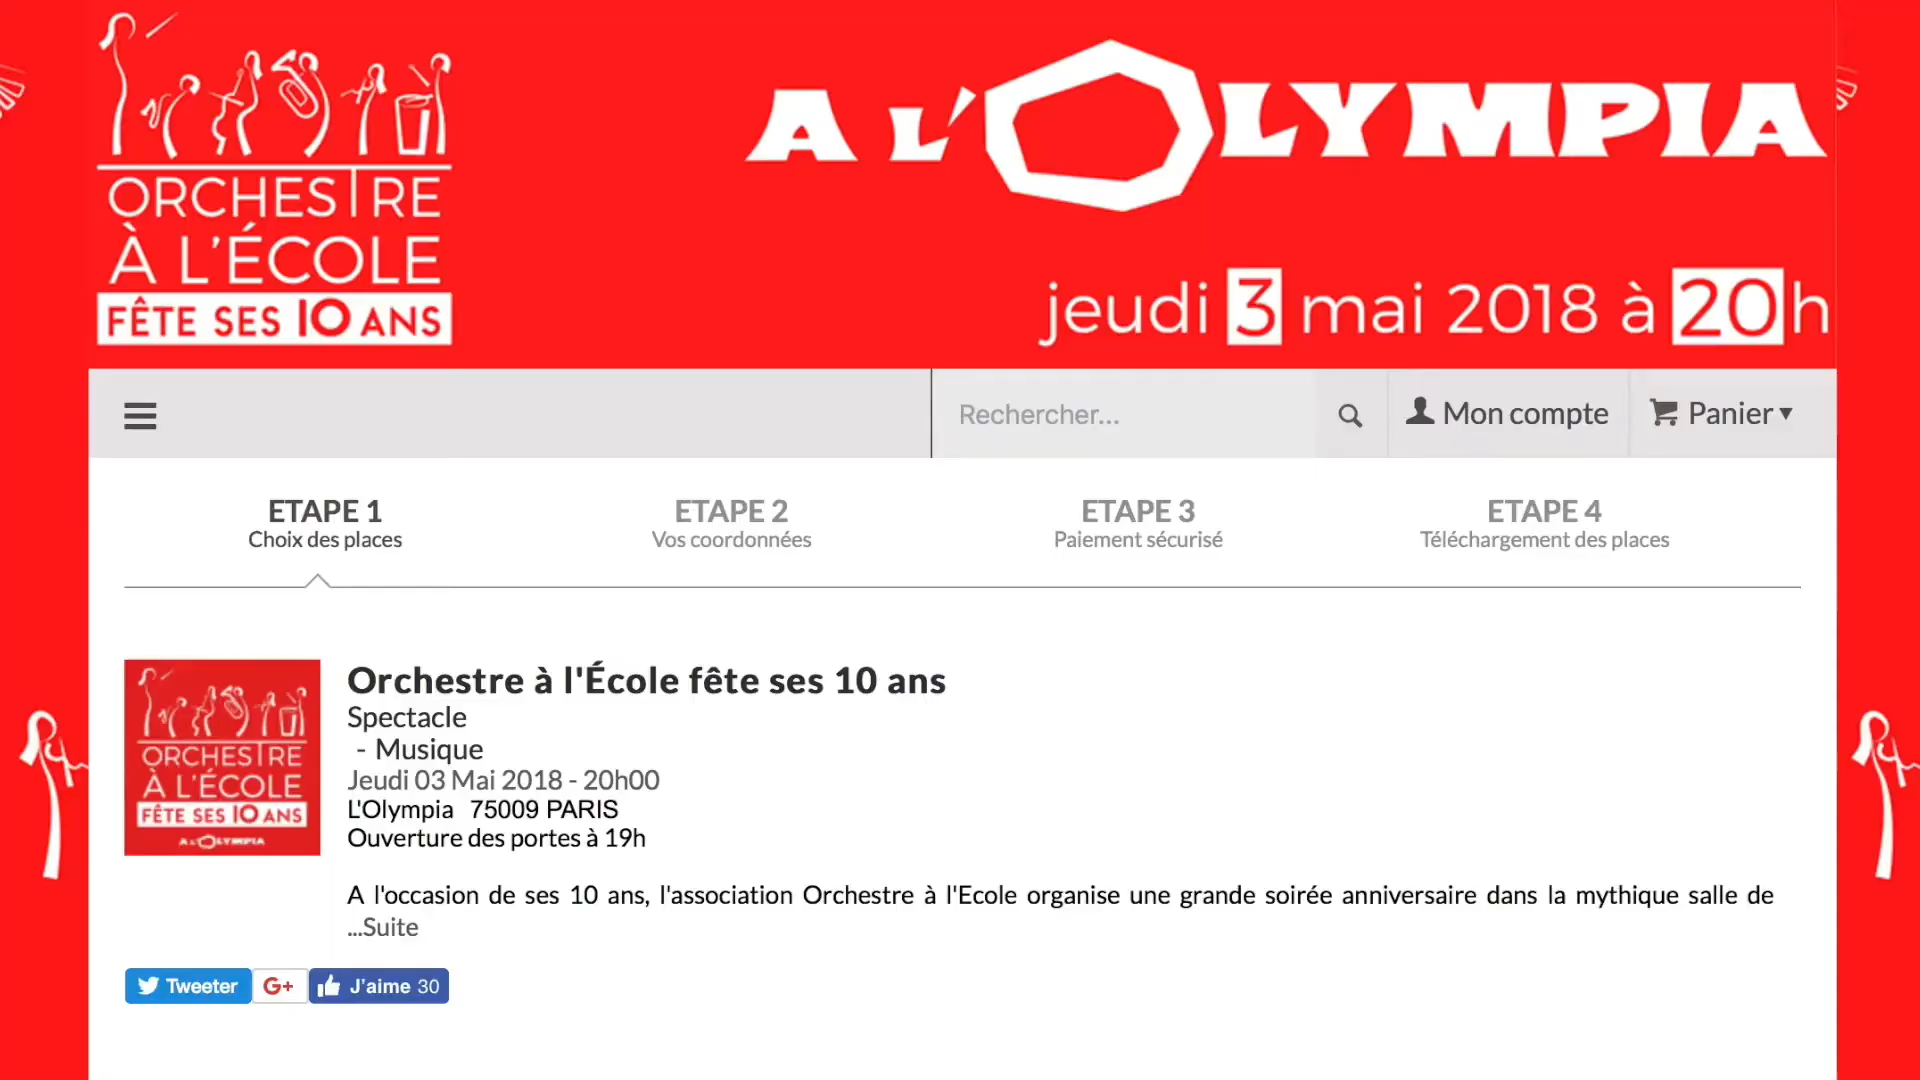 ORCHESTRE
À L'ÉCOLE
FÊTE SES 10 ANS
A L'OLYMPIA
jeudi 3 mai 2018 à 20h
Rechercher...
Mon compte
Panier ▾
ETAPE 1
Choix des places
ETAPE 2
Vos coordonnées
ETAPE 3
Paiement sécurisé
ETAPE 4
Téléchargement des places
ORCHESTRE
À L'ÉCOLE
FÊTE SES 10 ANS
A L'OLYMPIA
Orchestre à l'École fête ses 10 ans
Spectacle
- Musique
Jeudi 03 Mai 2018 - 20h00
L'Olympia 75009 PARIS
Ouverture des portes à 19h
A l'occasion de ses 10 ans, l'association Orchestre à l'Ecole organise une grande soirée anniversaire dans la mythique salle de
...Suite
Tweeter
G+
J'aime 30